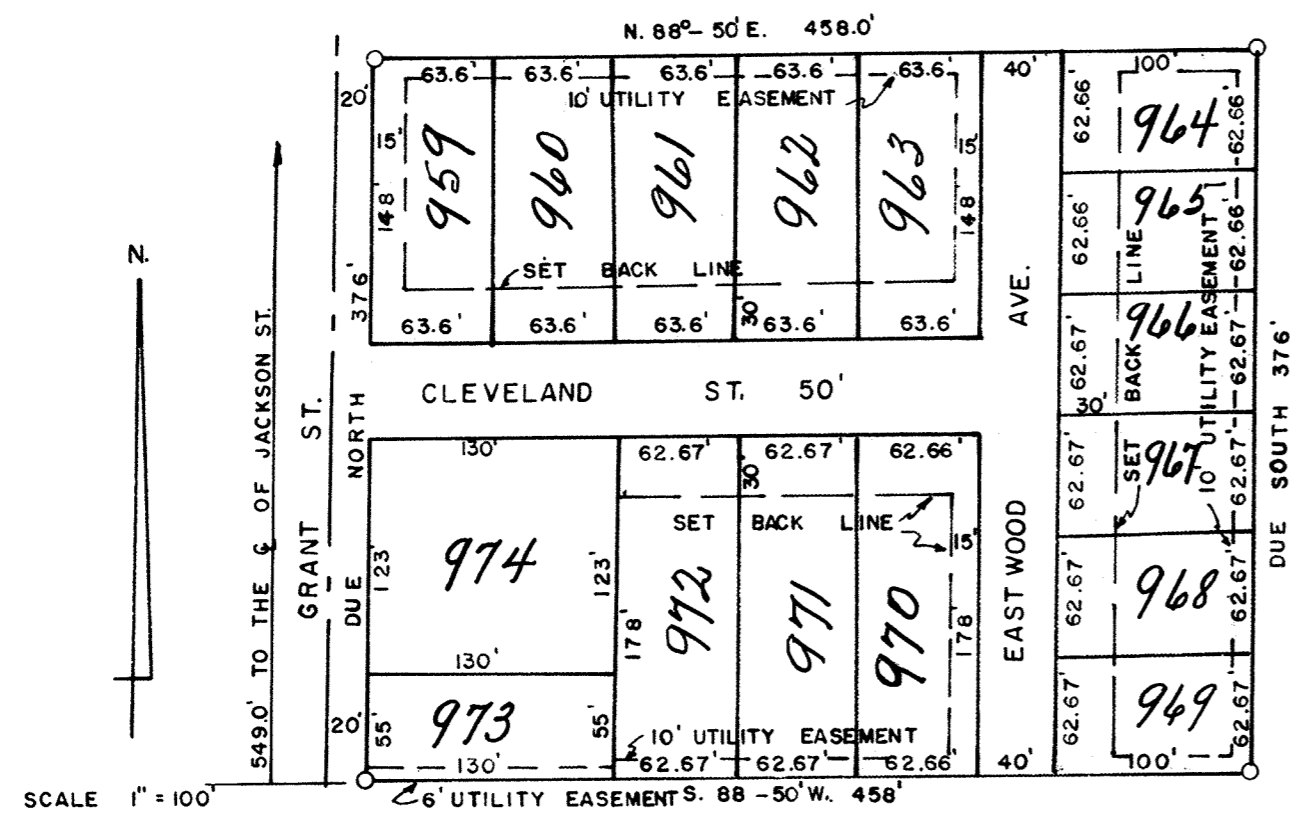 N. 88°- 50' E. 458.0'
63.6' 63.6' 63.6' 63.6' 63.6' 40' 100'
20' 10' UTILITY EASEMENT
15' 15'
148' 148'
959 960 961 962 963
62.66' 964 62.66'
62.66' 965 62.66'
62.67' 966 62.67'
62.67' 967 62.67'
62.67' 968 62.67'
62.67' 969 62.67'
30'
SET BACK LINE
10' UTILITY EASEMENT
100'
SET BACK LINE
63.6' 63.6' 63.6' 30' 63.6' 63.6'
N.
376'
DUE NORTH
CLEVELAND ST. 50'
EASTWOOD AVE.
DUE SOUTH 376'
549.0' TO THE ℄ OF JACKSON ST.
GRANT ST.
130' 62.67' 62.67' 62.66'
30'
SET BACK LINE
15'
123' 974 123'
130'
178' 972 971 970 178'
20' 55' 973 55'
130'
10' UTILITY EASEMENT
62.67' 62.67' 62.66' 40'
SCALE 1" = 100'
6' UTILITY EASEMENT
S. 88 -50' W. 458'